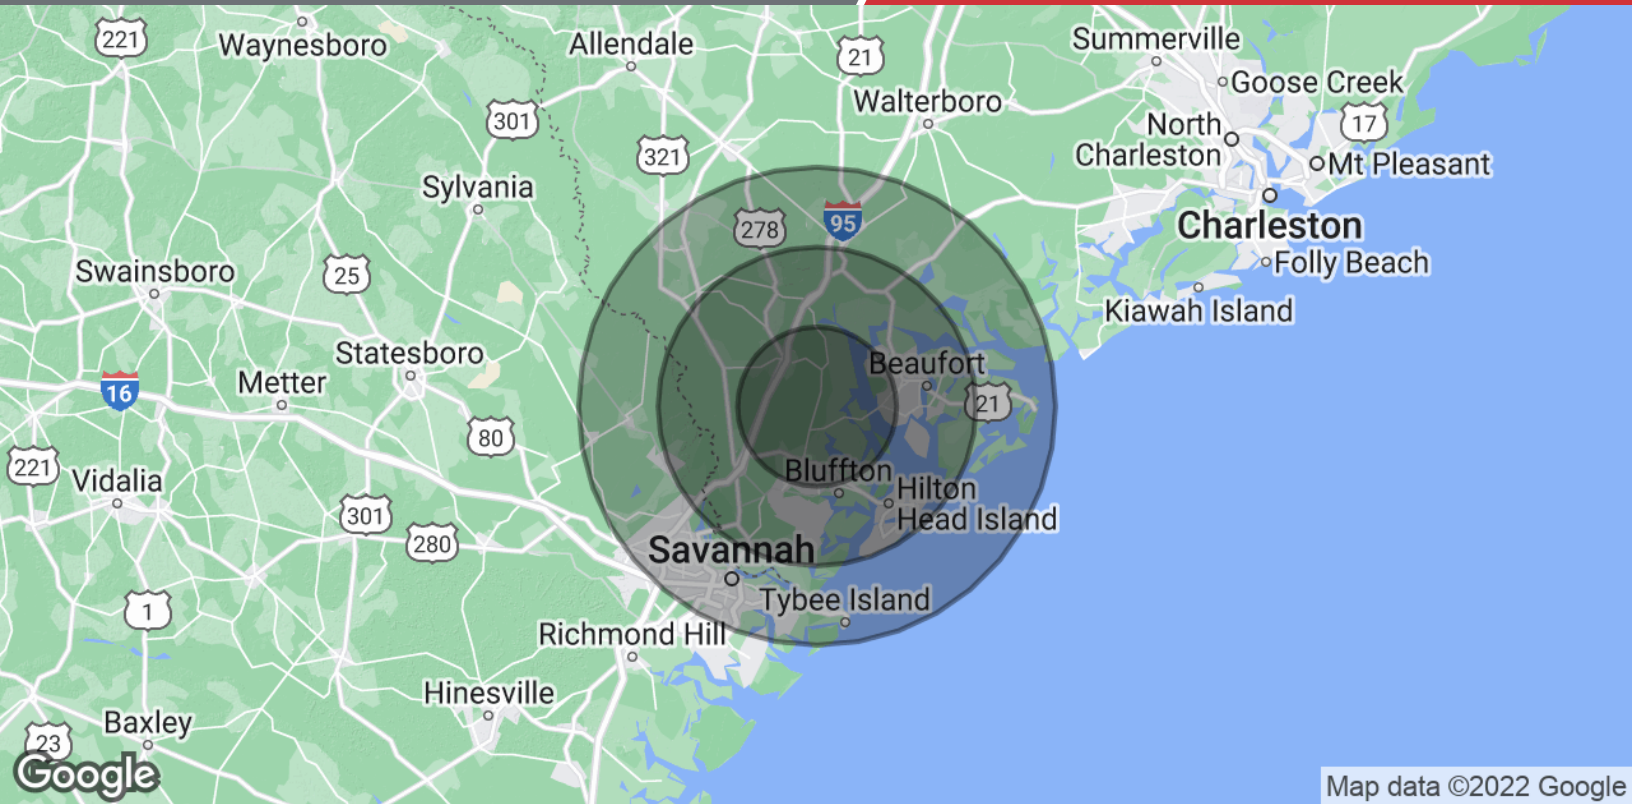 221
Waynesboro
Allendale
21
Summerville
Goose Creek
Walterboro
301
17
North
Charleston
321
Mt Pleasant
Sylvania
278
95
Charleston
Folly Beach
Swainsboro
25
Kiawah Island
Statesboro
Beaufort
Metter
16
21
80
221
Vidalia
Bluffton
Hilton
Head Island
301
280
Savannah
1
Tybee Island
Richmond Hill
Hinesville
Baxley
23
Google
Map data ©2022 Google